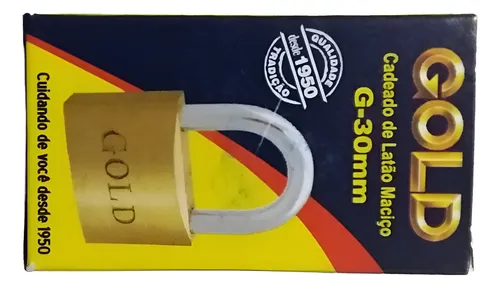 GOLD
Cadeado de Latão Maciço
G-30mm
QUALIDADE
desde 1950
TRADIÇÃO
GOLD
Cuidando de você desde 1950